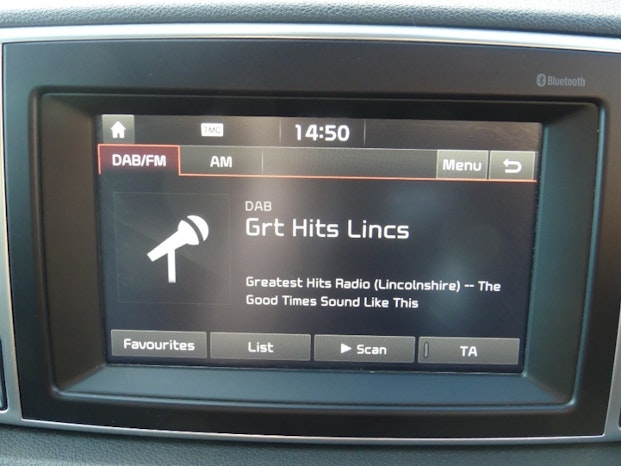 Bluetooth
TMC 14:50
DAB/FM AM Menu
DAB
Grt Hits Lincs
Greatest Hits Radio (Lincolnshire) -- The
Good Times Sound Like This
Favourites List Scan TA